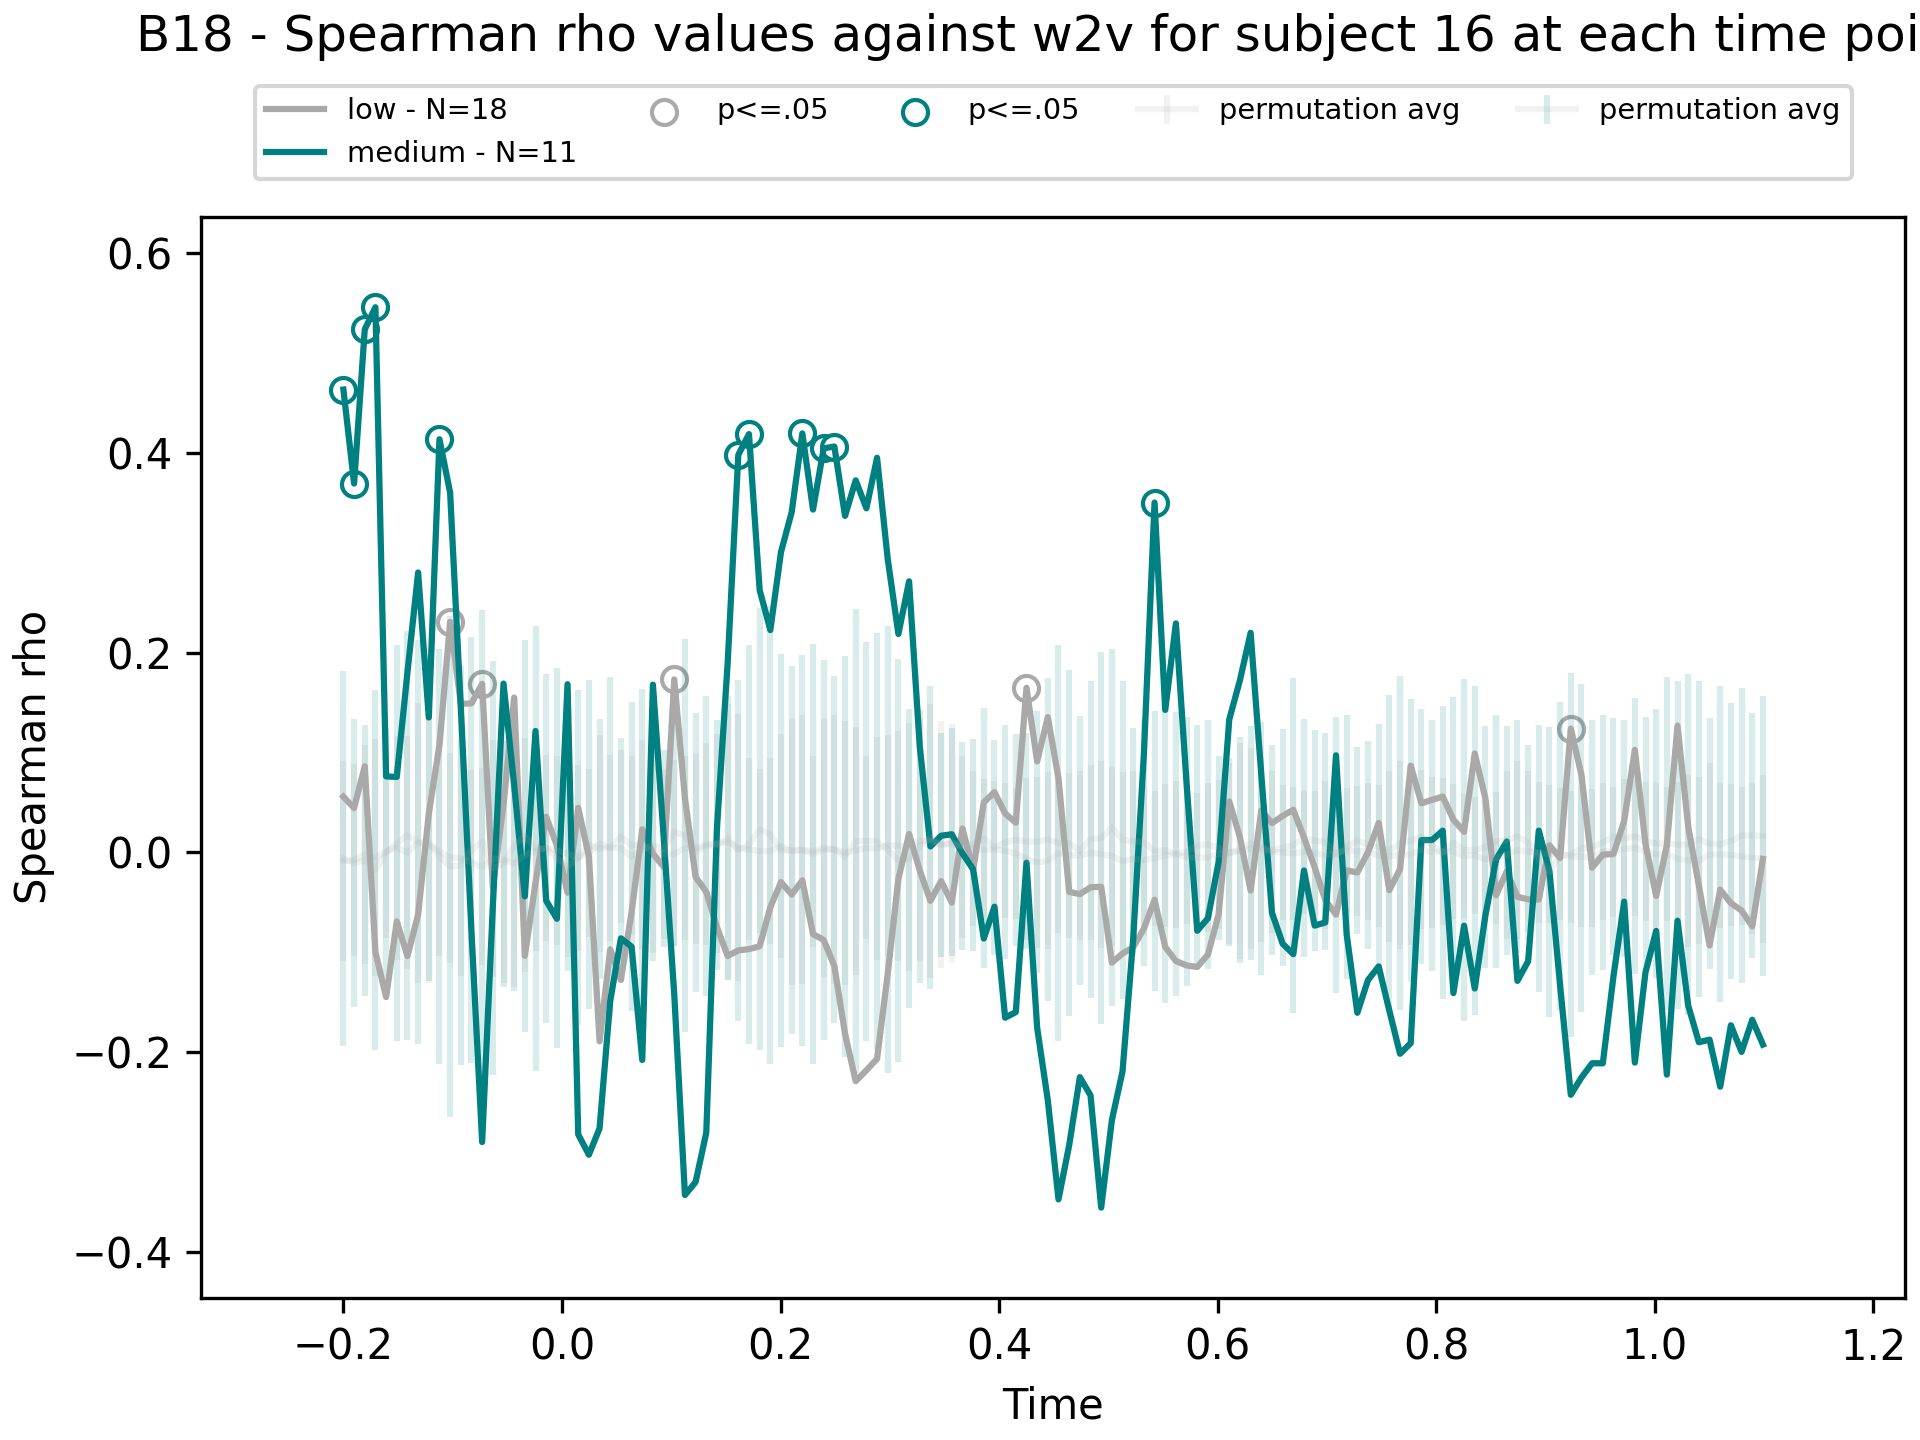 B18 - Spearman rho values against w2v for subject 16 at each time poi
low - N=18
medium - N=11
p<=.05
p<=.05
permutation avg
permutation avg
Spearman rho
0.6
0.4
0.2
0.0
−0.2
−0.4
−0.2 0.0 0.2 0.4 0.6 0.8 1.0 1.2
Time